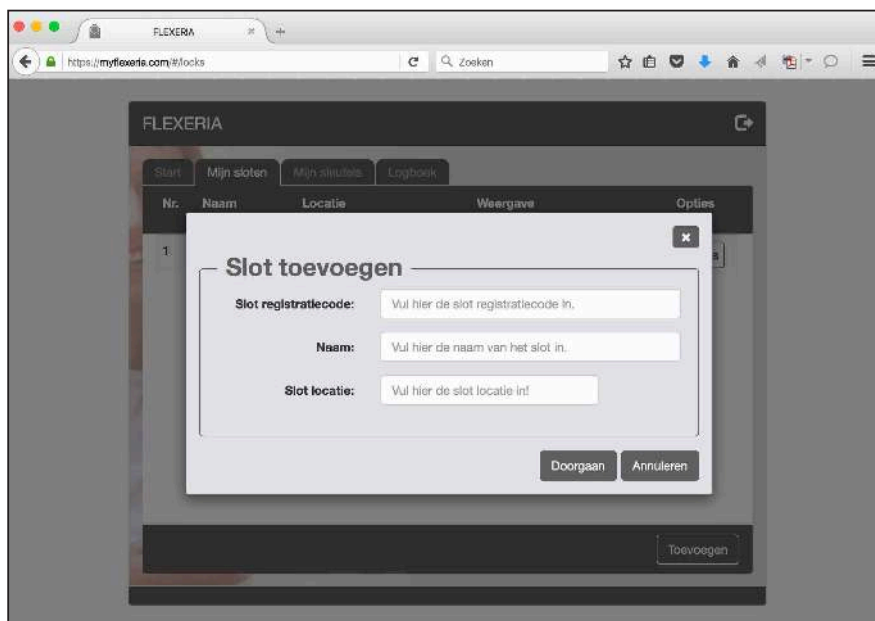 FLEXERIA
https://myflexeria.com/#/locks
Zoeken
FLEXERIA
Start Mijn sloten Mijn sleutels Logboek
Nr. Naam Locatie Weergave Opties
1
Slot toevoegen
Slot registratiecode: Vul hier de slot registratiecode in.
Naam: Vul hier de naam van het slot in.
Slot locatie: Vul hier de slot locatie in!
Doorgaan Annuleren
Toevoegen